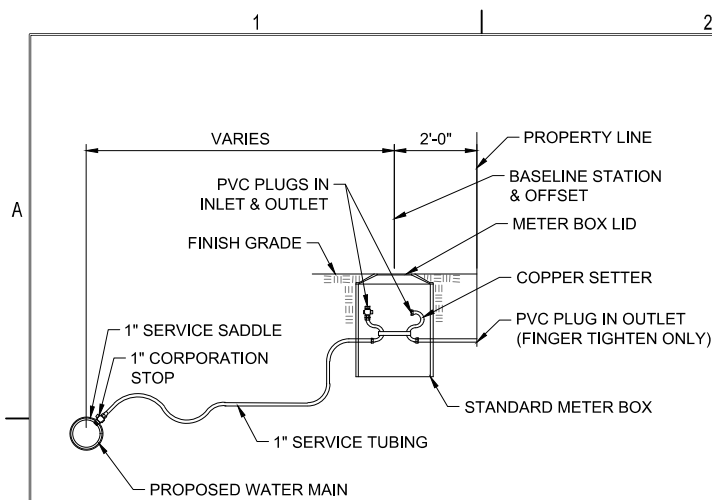 1
2
A
VARIES
2'-0"
PROPERTY LINE
BASELINE STATION
& OFFSET
PVC PLUGS IN
INLET & OUTLET
METER BOX LID
FINISH GRADE
COPPER SETTER
PVC PLUG IN OUTLET
(FINGER TIGHTEN ONLY)
1" SERVICE SADDLE
1" CORPORATION
STOP
STANDARD METER BOX
1" SERVICE TUBING
PROPOSED WATER MAIN